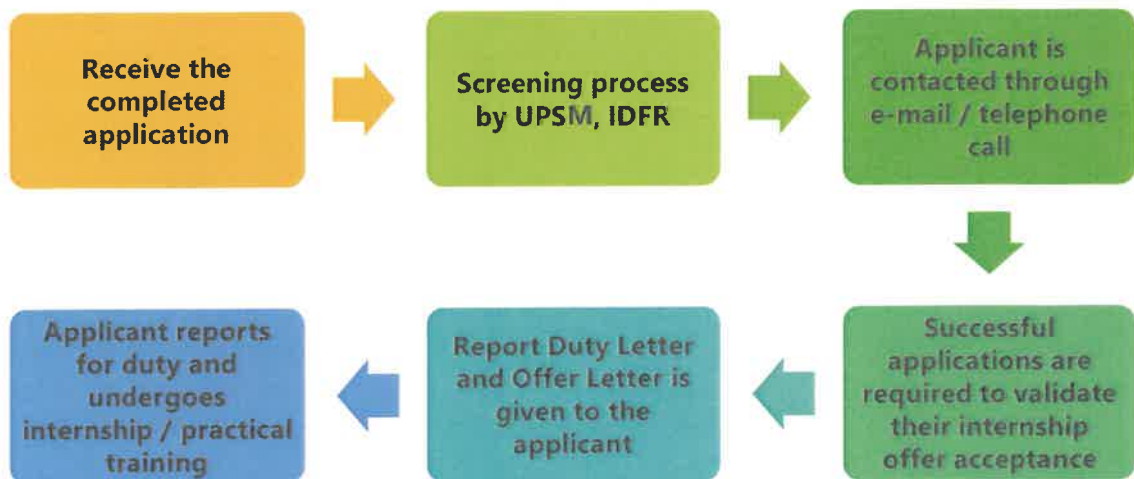 Receive the
completed
application
Screening process
by UPSM, IDFR
Applicant is
contacted through
e-mail / telephone
call
Successful
applications are
required to validate
their internship
offer acceptance
Report Duty Letter
and Offer Letter is
given to the
applicant
Applicant reports
for duty and
undergoes
internship / practical
training